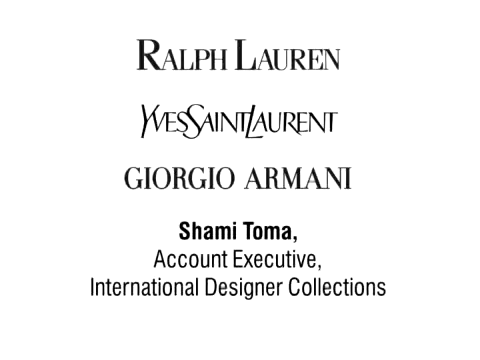 RALPH LAUREN
YVESSAINTLAURENT
GIORGIO ARMANI
Shami Toma,
Account Executive,
International Designer Collections